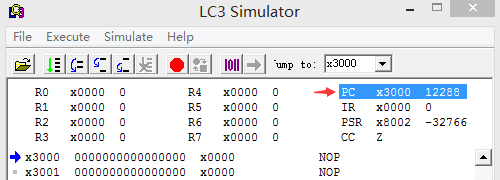 LC3 Simulator
File Execute Simulate Help
Jump to: x3000
R0 x0000 0 R4 x0000 0 PC x3000 12288
R1 x0000 0 R5 x0000 0 IR x0000 0
R2 x0000 0 R6 x0000 0 PSR x8002 -32766
R3 x0000 0 R7 x0000 0 CC Z
x3000 0000000000000000 x0000 NOP
x3001 0000000000000000 x0000 NOP